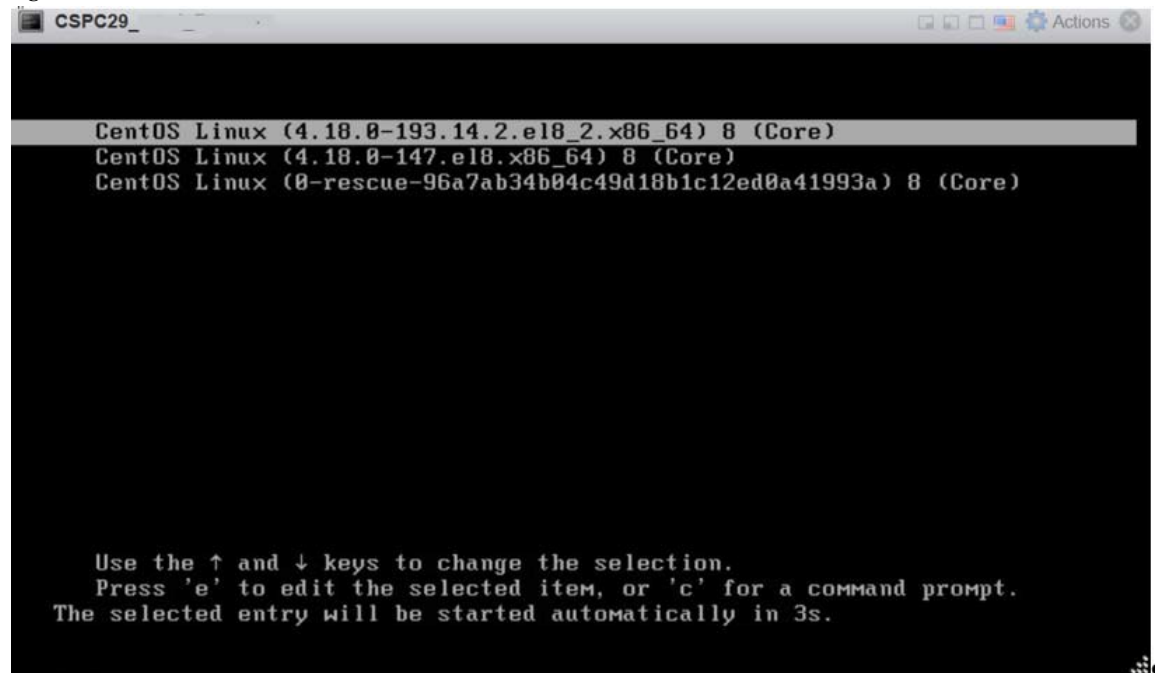 CSPC29_
Actions
CentOS Linux (4.18.0-193.14.2.el8_2.x86_64) 8 (Core)
CentOS Linux (4.18.0-147.el8.x86_64) 8 (Core)
CentOS Linux (0-rescue-96a7ab34b04c49d18b1c12ed0a41993a) 8 (Core)
Use the ↑ and ↓ keys to change the selection.
Press 'e' to edit the selected item, or 'c' for a command prompt.
The selected entry will be started automatically in 3s.